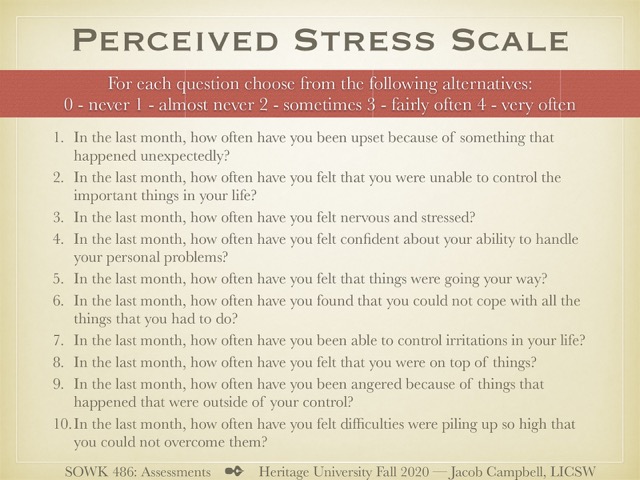 Perceived Stress Scale
For each question choose from the following alternatives:
0 - never 1 - almost never 2 - sometimes 3 - fairly often 4 - very often
1. In the last month, how often have you been upset because of something that
happened unexpectedly?
2. In the last month, how often have you felt that you were unable to control the
important things in your life?
3. In the last month, how often have you felt nervous and stressed?
4. In the last month, how often have you felt confident about your ability to handle
your personal problems?
5. In the last month, how often have you felt that things were going your way?
6. In the last month, how often have you found that you could not cope with all the
things that you had to do?
7. In the last month, how often have you been able to control irritations in your life?
8. In the last month, how often have you felt that you were on top of things?
9. In the last month, how often have you been angered because of things that
happened that were outside of your control?
10. In the last month, how often have you felt difficulties were piling up so high that
you could not overcome them?
SOWK 486: Assessments ✒ Heritage University Fall 2020 — Jacob Campbell, LICSW